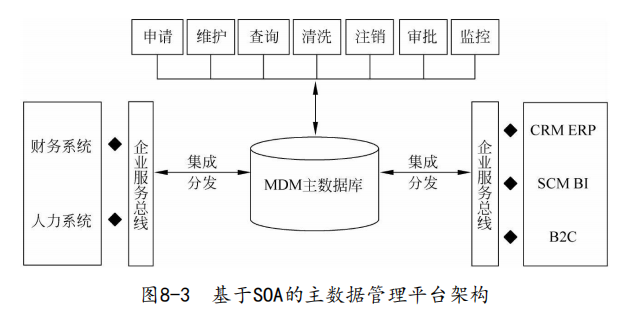 申请 维护 查询 清洗 注销 审批 监控
财务系统
人力系统
企业服务总线
集成
分发
MDM主数据库
集成
分发
企业服务总线
CRM ERP
SCM BI
B2C
图8-3 基于SOA的主数据管理平台架构